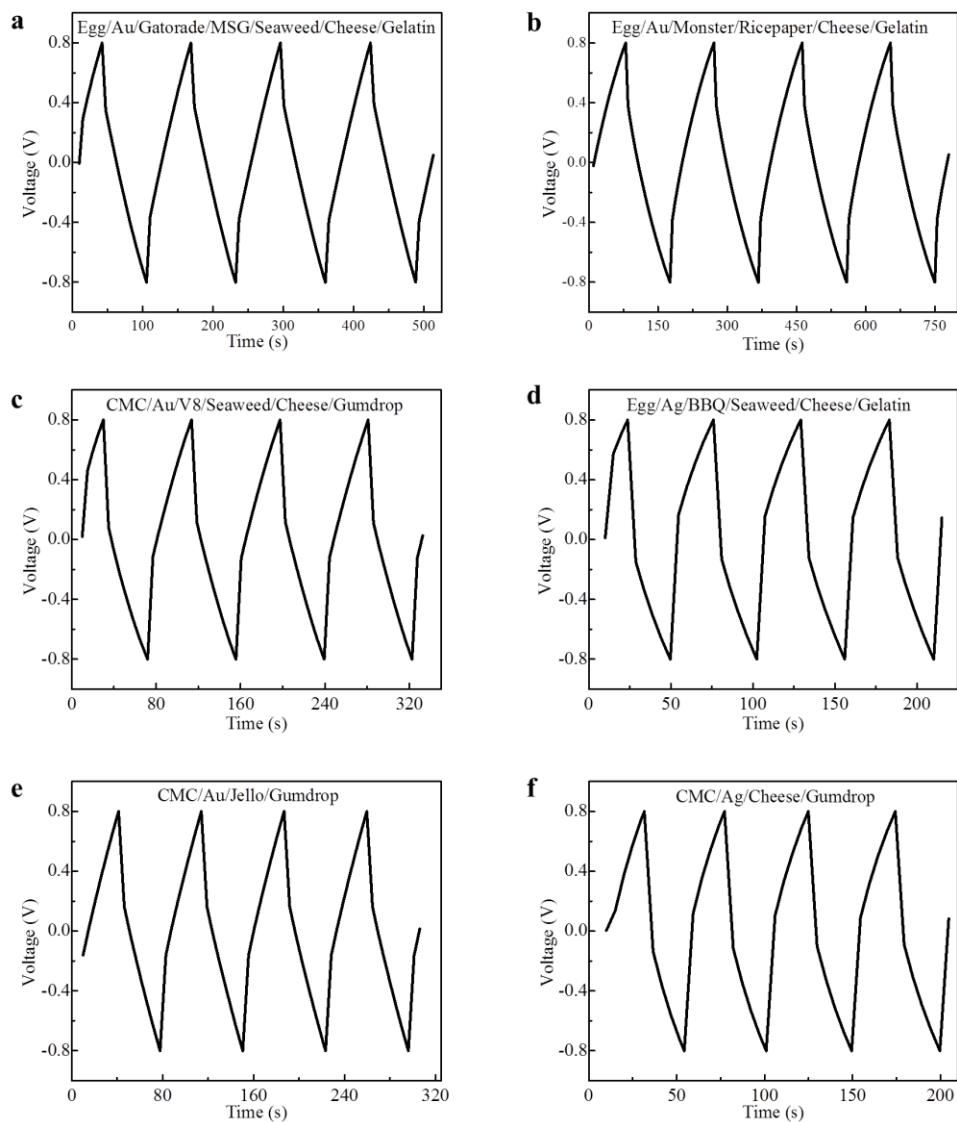 a
Egg/Au/Gatorade/MSG/Seaweed/Cheese/Gelatin
0.8
0.4
0.0
-0.4
-0.8
Voltage (V)
0 100 200 300 400 500
Time (s)
b
Egg/Au/Monster/Ricepaper/Cheese/Gelatin
0.8
0.4
0.0
-0.4
-0.8
Voltage (V)
0 150 300 450 600 750
Time (s)
c
CMC/Au/V8/Seaweed/Cheese/Gumdrop
0.8
0.4
0.0
-0.4
-0.8
Voltage (V)
0 80 160 240 320
Time (s)
d
Egg/Ag/BBQ/Seaweed/Cheese/Gelatin
0.8
0.4
0.0
-0.4
-0.8
Voltage (V)
0 50 100 150 200
Time (s)
e
CMC/Au/Jello/Gumdrop
0.8
0.4
0.0
-0.4
-0.8
Voltage (V)
0 80 160 240 320
Time (s)
f
CMC/Ag/Cheese/Gumdrop
0.8
0.4
0.0
-0.4
-0.8
Voltage (V)
0 50 100 150 200
Time (s)